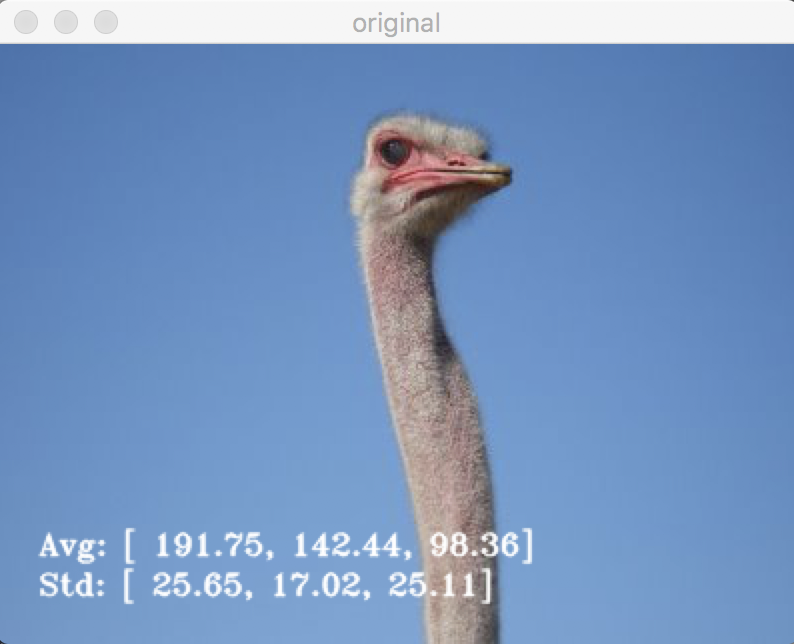 original
Avg: [ 191.75, 142.44, 98.36]
Std: [ 25.65, 17.02, 25.11]